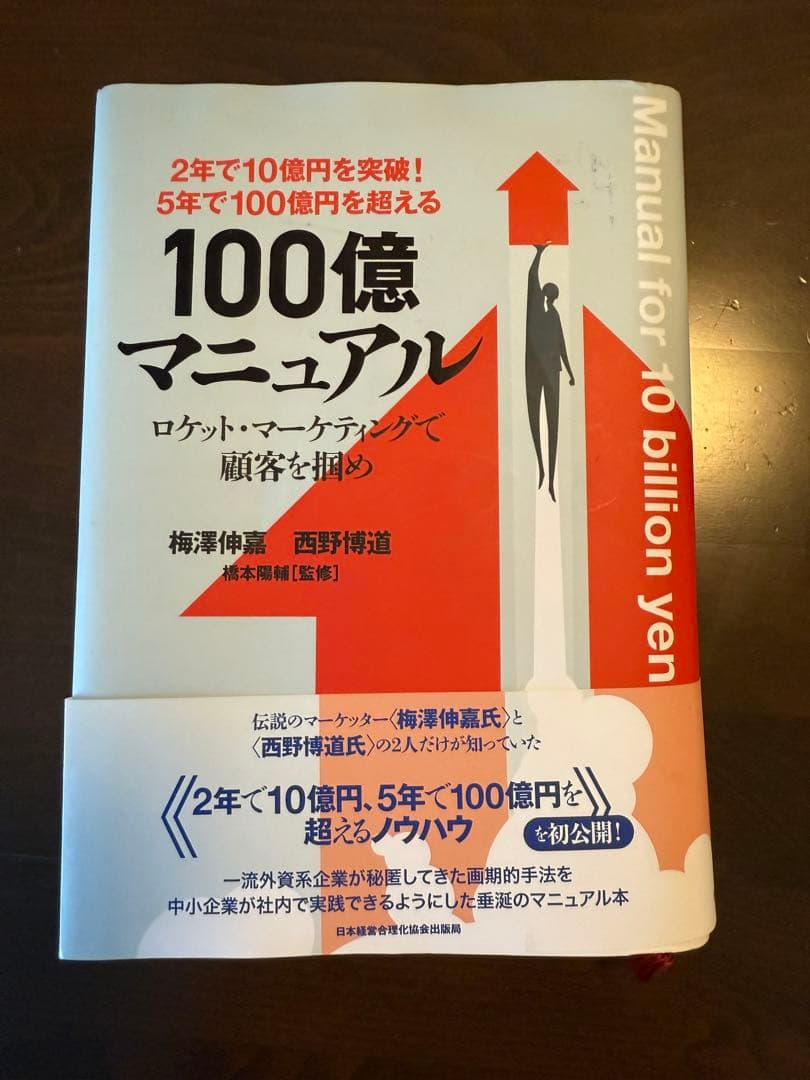 2年で10億円を突破!
5年で100億円を超える
100億
マニュアル
ロケット・マーケティングで
顧客を掴め
梅澤伸嘉 西野博道
橋本陽輔[監修]
Manual for 10 billion yen
伝説のマーケッター〈梅澤伸嘉氏〉と
〈西野博道氏〉の2人だけが知っていた
《2年で10億円、5年で100億円を
超えるノウハウ》を初公開!
一流外資系企業が秘匿してきた画期的手法を
中小企業が社内で実践できるようにした垂涎のマニュアル本
日本経営合理化協会出版局